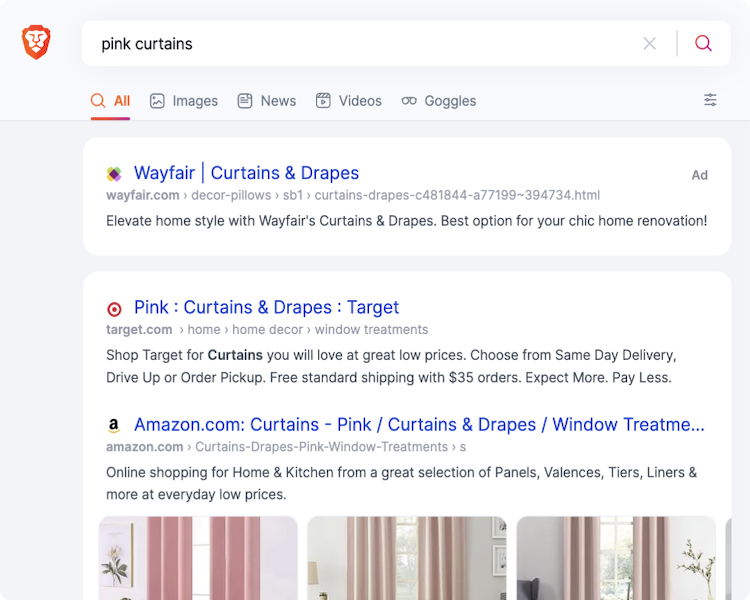 pink curtains
All Images News Videos Goggles
Wayfair | Curtains & Drapes
Ad
wayfair.com › decor-pillows › sb1 › curtains-drapes-c481844-a77199~394734.html
Elevate home style with Wayfair's Curtains & Drapes. Best option for your chic home renovation!
Pink : Curtains & Drapes : Target
target.com › home › home decor › window treatments
Shop Target for Curtains you will love at great low prices. Choose from Same Day Delivery,
Drive Up or Order Pickup. Free standard shipping with $35 orders. Expect More. Pay Less.
a Amazon.com: Curtains - Pink / Curtains & Drapes / Window Treatme...
amazon.com › Curtains-Drapes-Pink-Window-Treatments › s
Online shopping for Home & Kitchen from a great selection of Panels, Valences, Tiers, Liners &
more at everyday low prices.